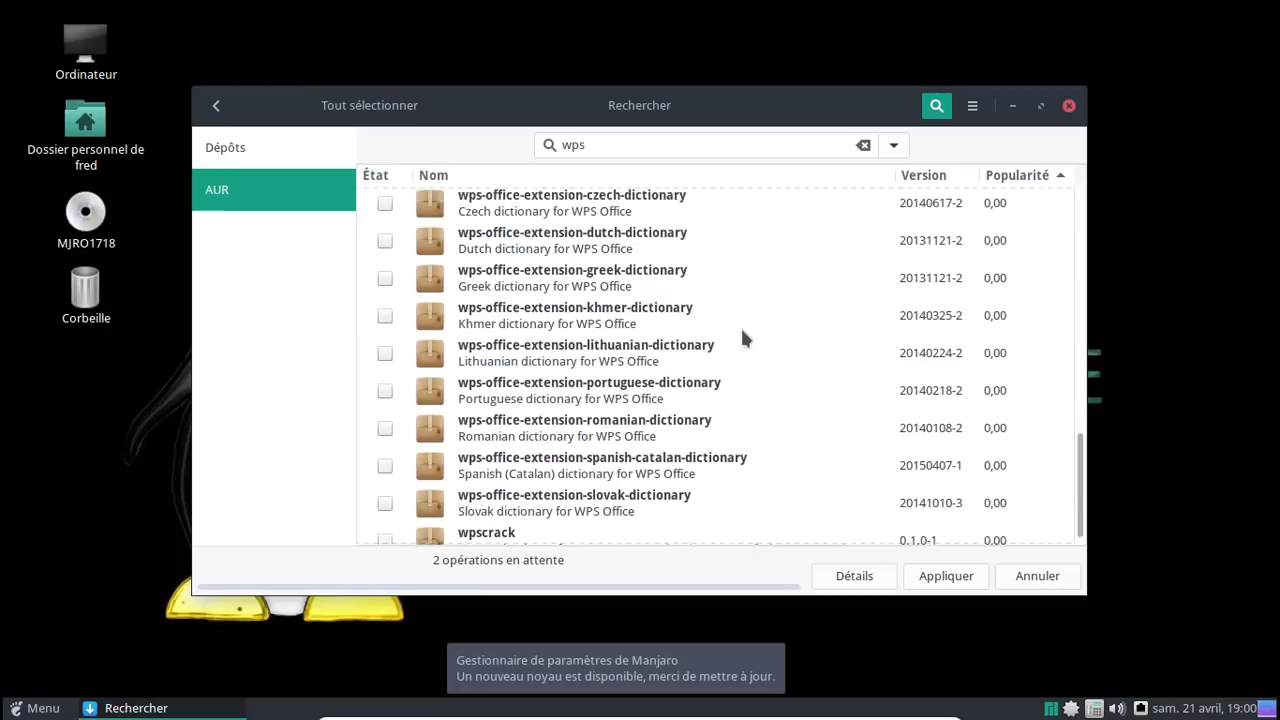 Ordinateur
Dossier personnel de
fred
MJRO1718
Corbeille
Tout sélectionner
Rechercher
Dépôts
AUR
wps
État Nom Version Popularité
wps-office-extension-czech-dictionary
Czech dictionary for WPS Office
20140617-2 0,00
wps-office-extension-dutch-dictionary
Dutch dictionary for WPS Office
20131121-2 0,00
wps-office-extension-greek-dictionary
Greek dictionary for WPS Office
20131121-2 0,00
wps-office-extension-khmer-dictionary
Khmer dictionary for WPS Office
20140325-2 0,00
wps-office-extension-lithuanian-dictionary
Lithuanian dictionary for WPS Office
20140224-2 0,00
wps-office-extension-portuguese-dictionary
Portuguese dictionary for WPS Office
20140218-2 0,00
wps-office-extension-romanian-dictionary
Romanian dictionary for WPS Office
20140108-2 0,00
wps-office-extension-spanish-catalan-dictionary
Spanish (Catalan) dictionary for WPS Office
20150407-1 0,00
wps-office-extension-slovak-dictionary
Slovak dictionary for WPS Office
20141010-3 0,00
wpscrack
0.1.0-1 0,00
2 opérations en attente
Détails
Appliquer
Annuler
Gestionnaire de paramètres de Manjaro
Un nouveau noyau est disponible, merci de mettre à jour.
Menu
Rechercher
sam. 21 avril, 19:00